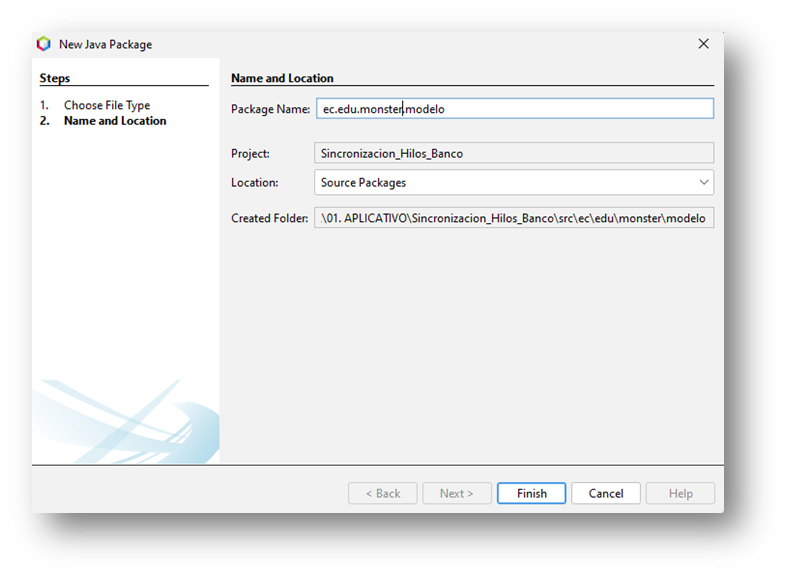 New Java Package
Steps
1. Choose File Type
2. Name and Location
Name and Location
Package Name: ec.edu.monster.modelo
Project: Sincronizacion_Hilos_Banco
Location: Source Packages
Created Folder: .\01. APLICATIVO\Sincronizacion_Hilos_Banco\src\ec\edu\monster\modelo
< Back Next > Finish Cancel Help